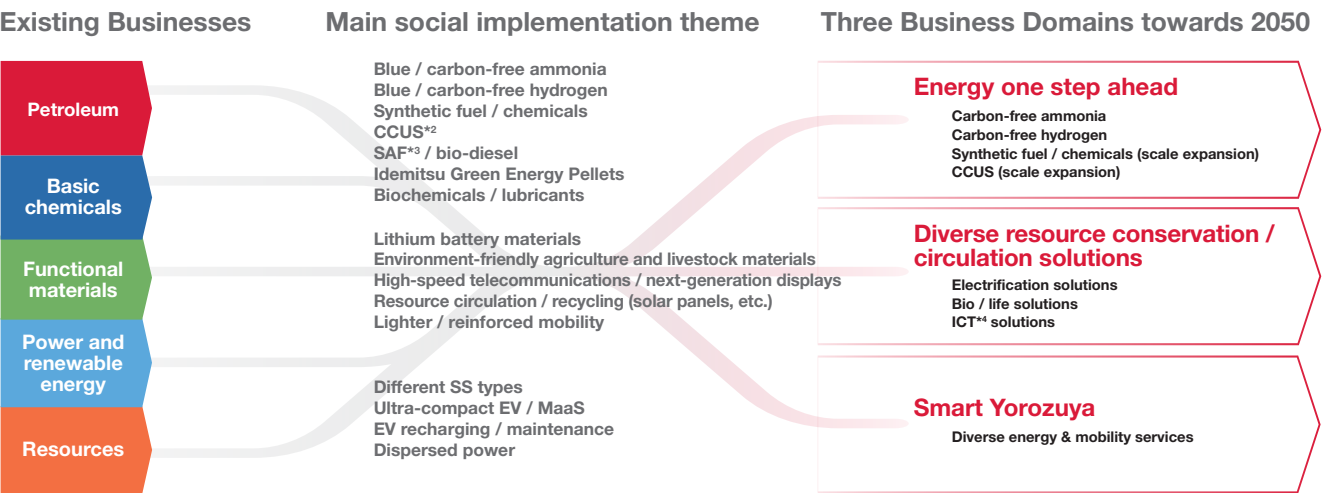 Existing Businesses
Main social implementation theme
Three Business Domains towards 2050
Petroleum
Basic
chemicals
Functional
materials
Power and
renewable
energy
Resources
Blue / carbon-free ammonia
Blue / carbon-free hydrogen
Synthetic fuel / chemicals
CCUS*2
SAF*3 / bio-diesel
Idemitsu Green Energy Pellets
Biochemicals / lubricants
Lithium battery materials
Environment-friendly agriculture and livestock materials
High-speed telecommunications / next-generation displays
Resource circulation / recycling (solar panels, etc.)
Lighter / reinforced mobility
Different SS types
Ultra-compact EV / MaaS
EV recharging / maintenance
Dispersed power
Energy one step ahead
Carbon-free ammonia
Carbon-free hydrogen
Synthetic fuel / chemicals (scale expansion)
CCUS (scale expansion)
Diverse resource conservation /
circulation solutions
Electrification solutions
Bio / life solutions
ICT*4 solutions
Smart Yorozuya
Diverse energy & mobility services